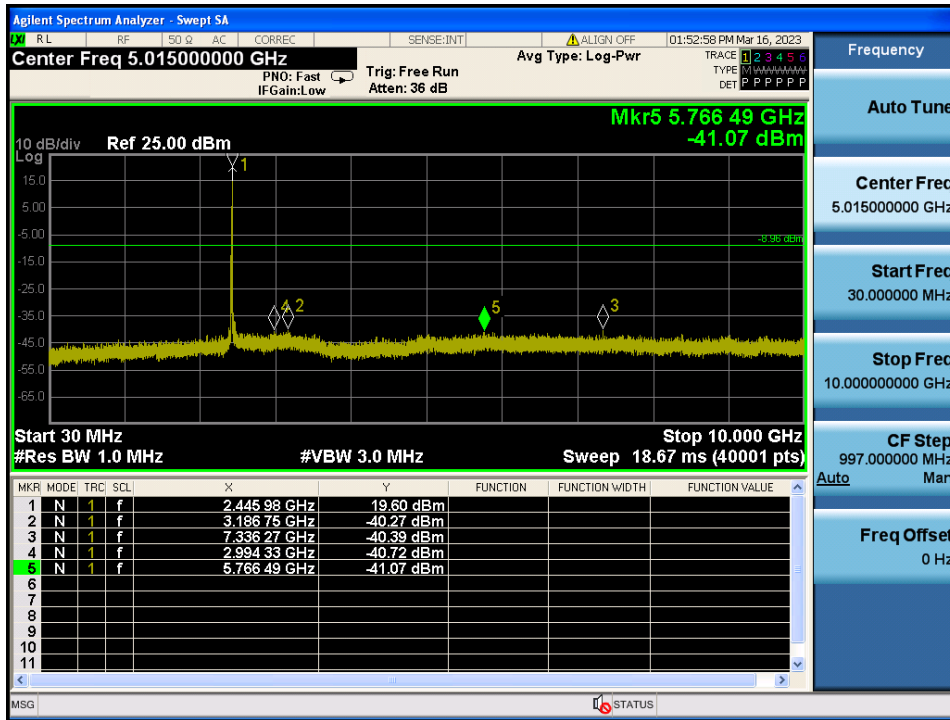 Agilent Spectrum Analyzer - Swept SA
LXI RL RF 50 Ω AC CORREC SENSE:INT ALIGN OFF 01:52:58 PM Mar 16, 2023
Center Freq 5.015000000 GHz
PNO: Fast
IFGain:Low
Trig: Free Run
Atten: 36 dB
Avg Type: Log-Pwr
TRACE 1 2 3 4 5 6
TYPE M
DET P P P P P P
Mkr5 5.766 49 GHz
-41.07 dBm
10 dB/div Ref 25.00 dBm
Log
15.0
5.00
-5.00
-15.0
-25.0
-35.0
-45.0
-55.0
-65.0
-8.96 dBm
1
4 2
5
3
Start 30 MHz Stop 10.000 GHz
#Res BW 1.0 MHz #VBW 3.0 MHz Sweep 18.67 ms (40001 pts)
MKR MODE TRC SCL X Y FUNCTION FUNCTION WIDTH FUNCTION VALUE
1 N 1 f 2.445 98 GHz 19.60 dBm
2 N 1 f 3.186 75 GHz -40.27 dBm
3 N 1 f 7.336 27 GHz -40.39 dBm
4 N 1 f 2.994 33 GHz -40.72 dBm
5 N 1 f 5.766 49 GHz -41.07 dBm
6
7
8
9
10
11
MSG STATUS
Frequency
Auto Tune
Center Freq
5.015000000 GHz
Start Freq
30.000000 MHz
Stop Freq
10.000000000 GHz
CF Step
997.000000 MHz
Auto Man
Freq Offset
0 Hz